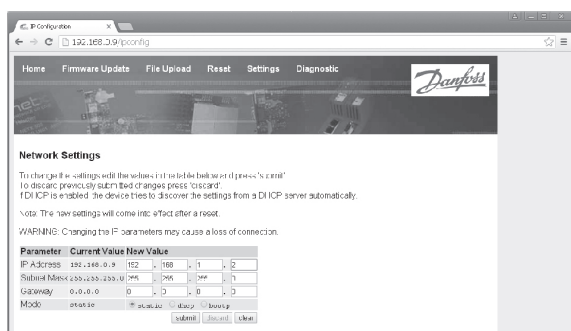 IP Configuration
192.168.0.9/ipconfig
Home Firmware Update File Upload Reset Settings Diagnostic
Danfoss
Network Settings
To change the settings edit the values in the table below and press 'submit'.
To discard previously submitted changes press 'discard'.
If DHCP is enabled, the device tries to discover the settings from a DHCP server automatically.
Note: The new settings will come into effect after a reset.
WARNING: Changing the IP parameters may cause a loss of connection.
Parameter Current Value New Value
IP Address 192.168.0.9 192 . 168 . 1 . 2
Subnet Mask 255.255.255.0 255 . 255 . 255 . 0
Gateway 0.0.0.0 0 . 0 . 0 . 0
Mode static static dhcp bootp
submit discard clear